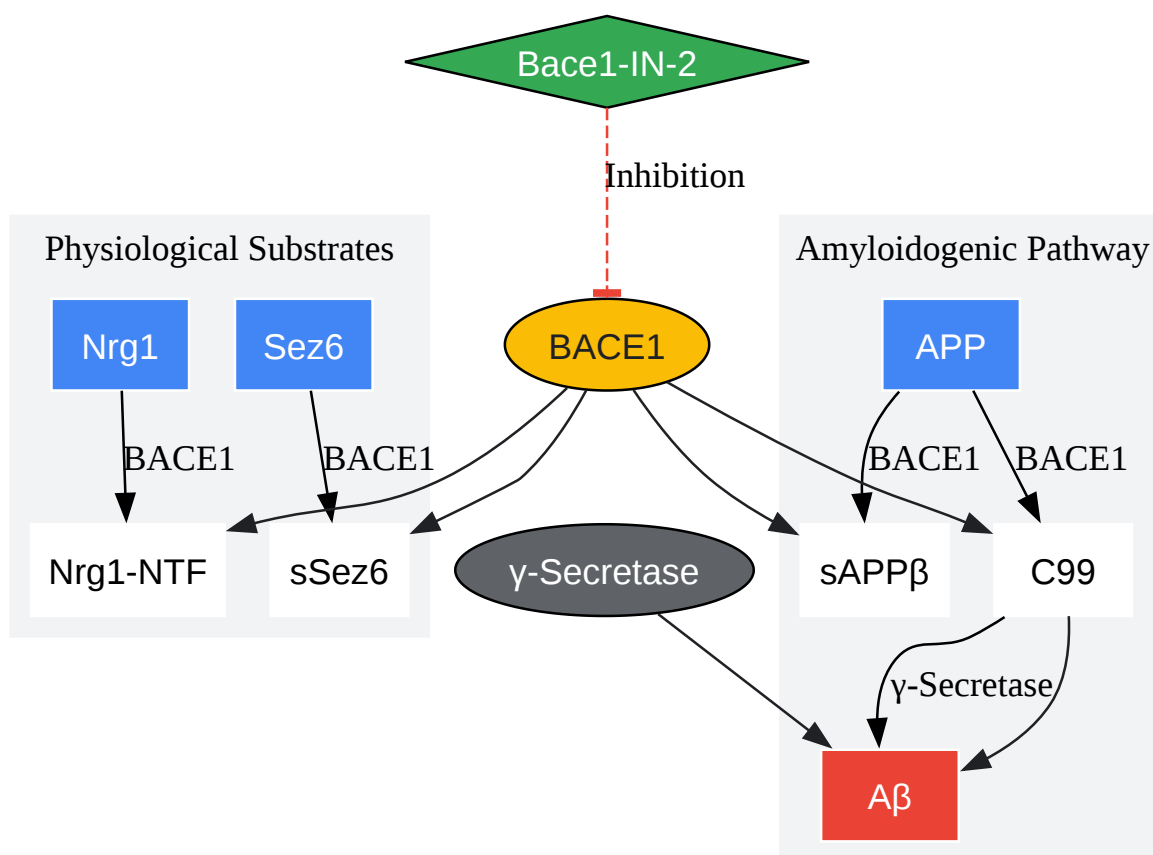 Bace1-IN-2
Inhibition
Physiological Substrates
Amyloidogenic Pathway
Nrg1
Sez6
BACE1
APP
BACE1
BACE1
BACE1
BACE1
Nrg1-NTF
sSez6
γ-Secretase
sAPPβ
C99
γ-Secretase
Aβ